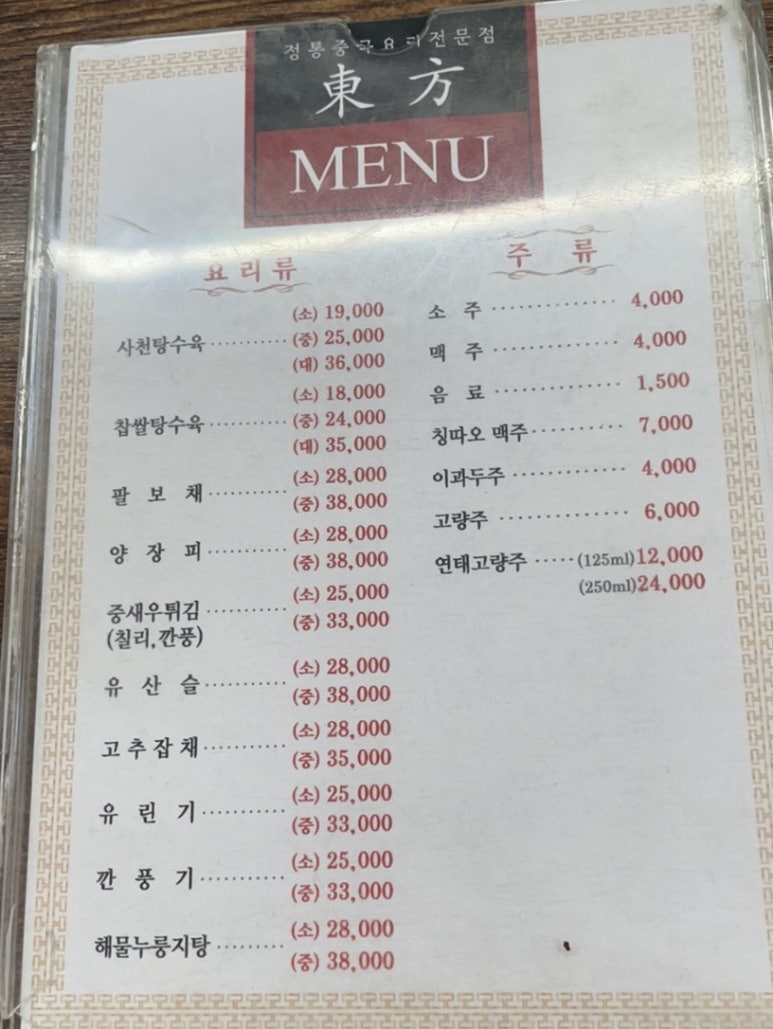 정통중국요리전문점
東方
MENU
요리류
사천탕수육 (소) 19,000
(중) 25,000
(대) 36,000
찹쌀탕수육 (소) 18,000
(중) 24,000
(대) 35,000
팔보채 (소) 28,000
(중) 38,000
양장피 (소) 28,000
(중) 38,000
중새우튀김 (소) 25,000
(칠리,깐풍) (중) 33,000
유산슬 (소) 28,000
(중) 38,000
고추잡채 (소) 28,000
(중) 35,000
유린기 (소) 25,000
(중) 33,000
깐풍기 (소) 25,000
(중) 33,000
해물누룽지탕 (소) 28,000
(중) 38,000
주류
소주 4,000
맥주 4,000
음료 1,500
칭따오 맥주 7,000
이과두주 4,000
고량주 6,000
연태고량주 (125ml)12,000
(250ml)24,000